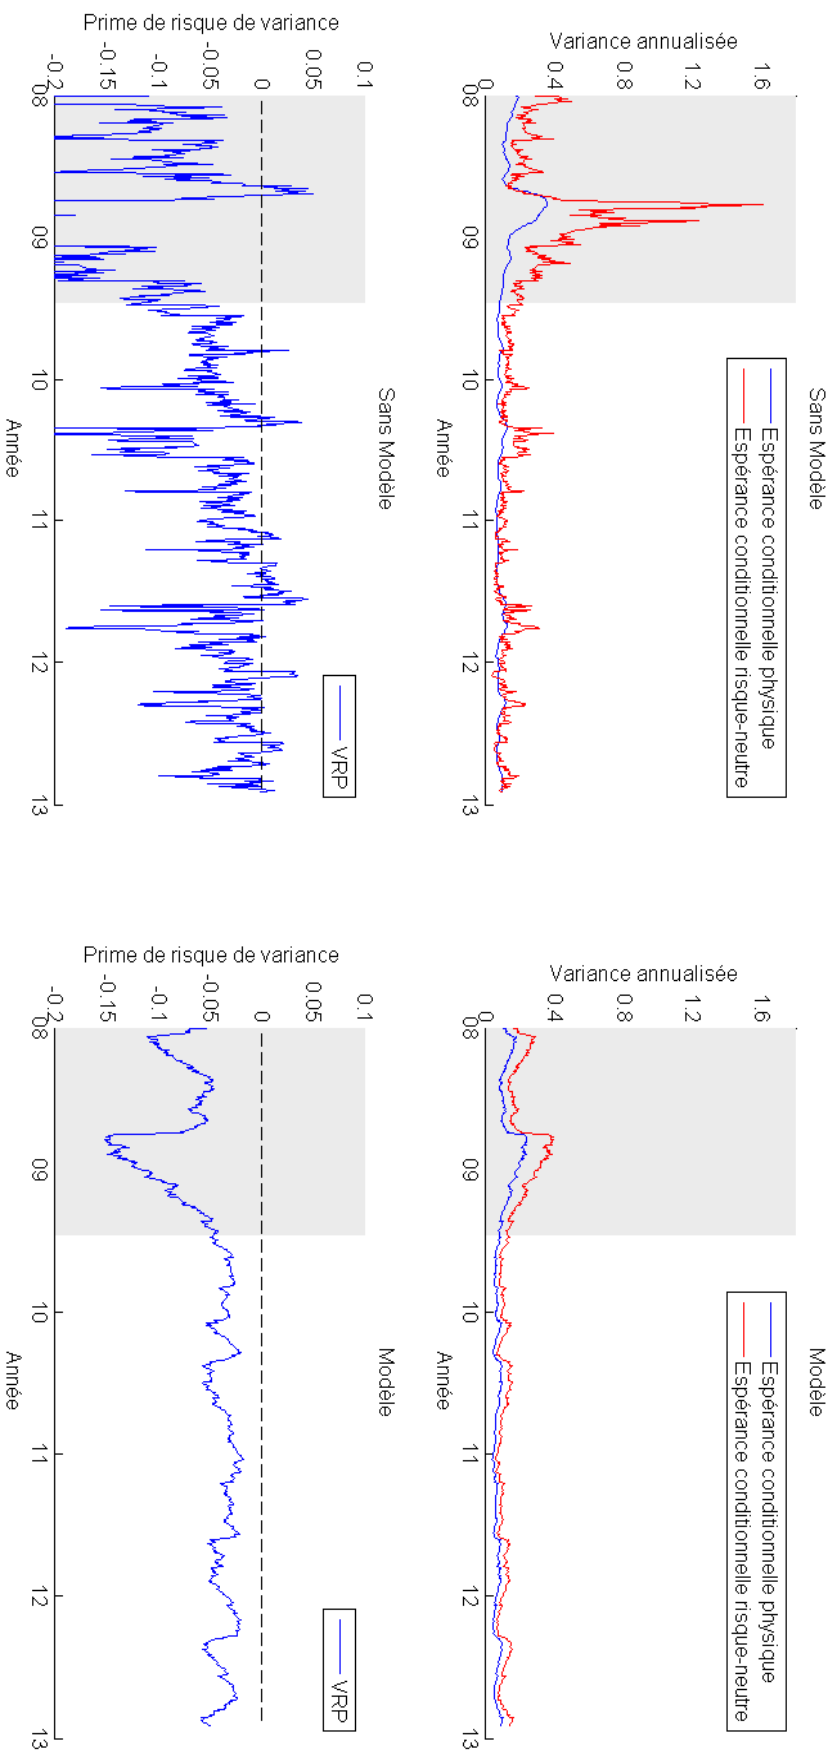 Sans Modèle
Variance annualisée
1.6
1.2
0.8
0.4
0
Espérance conditionnelle physique
Espérance conditionnelle risque-neutre
08 09 10 11 12 13
Année
Modèle
Variance annualisée
1.6
1.2
0.8
0.4
0
Espérance conditionnelle physique
Espérance conditionnelle risque-neutre
08 09 10 11 12 13
Année
Sans Modèle
Prime de risque de variance
0.1
0.05
0
-0.05
-0.1
-0.15
-0.2
VRP
08 09 10 11 12 13
Année
Modèle
Prime de risque de variance
0.1
0.05
0
-0.05
-0.1
-0.15
-0.2
VRP
08 09 10 11 12 13
Année